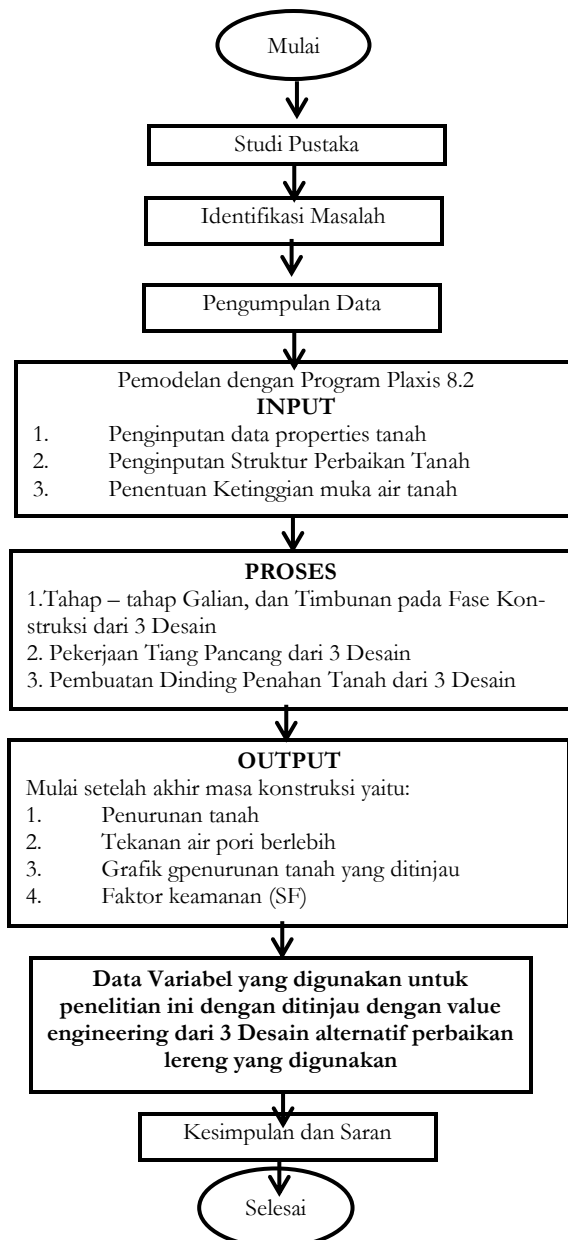 Mulai
Studi Pustaka
Identifikasi Masalah
Pengumpulan Data
Pemodelan dengan Program Plaxis 8.2
INPUT
1. Penginputan data properties tanah
2. Penginputan Struktur Perbaikan Tanah
3. Penentuan Ketinggian muka air tanah
PROSES
1.Tahap – tahap Galian, dan Timbunan pada Fase Kon-
struksi dari 3 Desain
2. Pekerjaan Tiang Pancang dari 3 Desain
3. Pembuatan Dinding Penahan Tanah dari 3 Desain
OUTPUT
Mulai setelah akhir masa konstruksi yaitu:
1. Penurunan tanah
2. Tekanan air pori berlebih
3. Grafik gpenurunan tanah yang ditinjau
4. Faktor keamanan (SF)
Data Variabel yang digunakan untuk
penelitian ini dengan ditinjau dengan value
engineering dari 3 Desain alternatif perbaikan
lereng yang digunakan
Kesimpulan dan Saran
Selesai